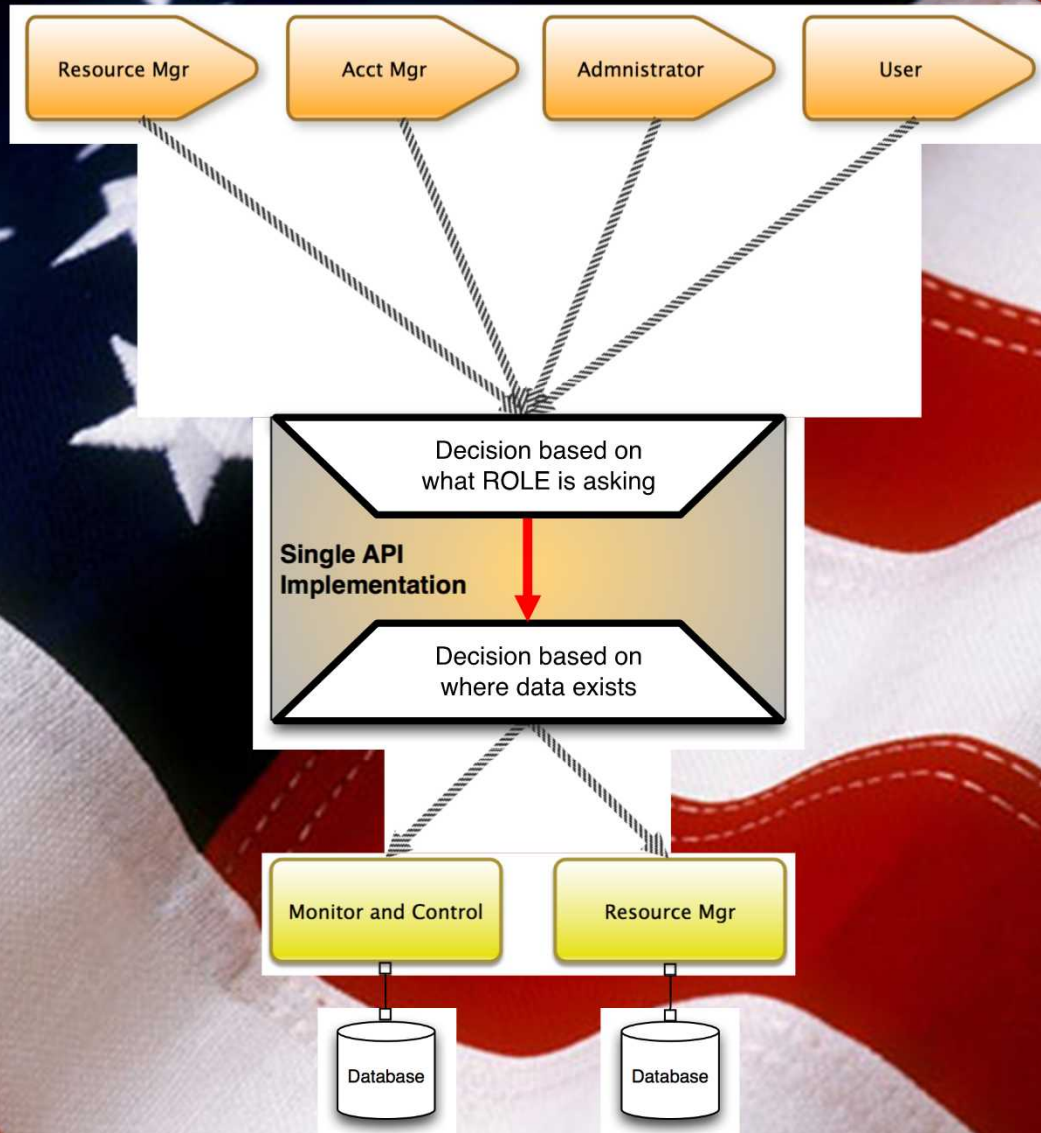 Resource Mgr
Acct Mgr
Admnistrator
User
Decision based on
what ROLE is asking
Single API
Implementation
Decision based on
where data exists
Monitor and Control
Resource Mgr
Database
Database